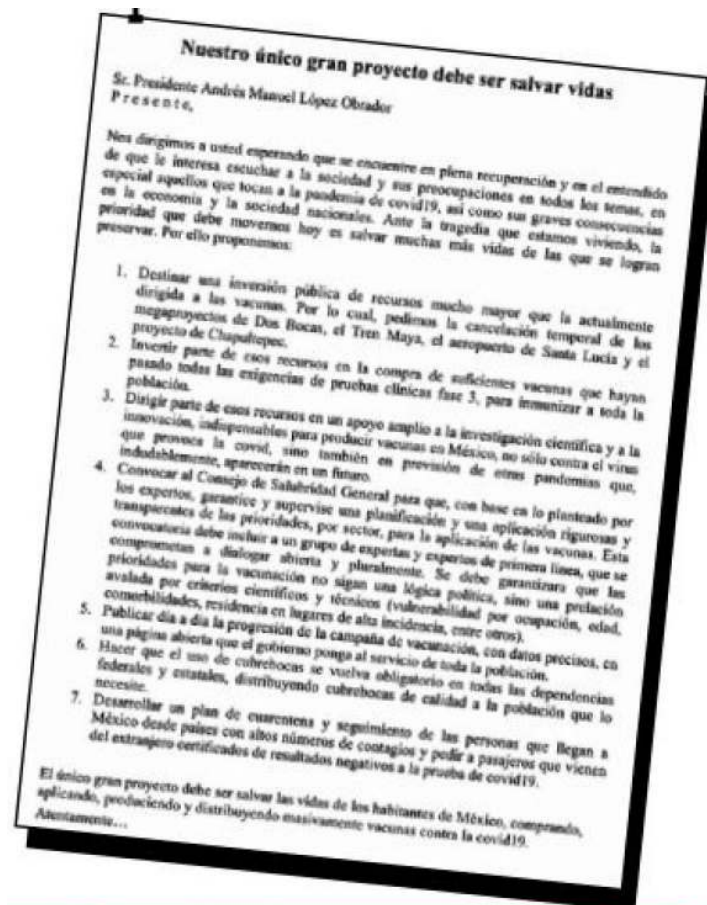 Nuestro único gran proyecto debe ser salvar vidas
Sr. Presidente Andrés Manuel López Obrador
Presente,
Nos dirigimos a usted esperando que se encuentre en plena recuperación y en el entendido
de que le interesa escuchar a la sociedad y sus preocupaciones en todos los temas, en
especial aquellos que tocan a la pandemia de covid19, así como sus graves consecuencias
en la economía y la sociedad nacionales. Ante la tragedia que estamos viviendo, la
prioridad que debe movernos hoy es salvar muchas más vidas de las que se logran
preservar. Por ello proponemos:
1. Destinar una inversión pública de recursos mucho mayor que la actualmente
dirigida a las vacunas. Por lo cual, pedimos la cancelación temporal de los
megaproyectos de Dos Bocas, el Tren Maya, el aeropuerto de Santa Lucía y el
proyecto de Chapultepec.
2. Invertir parte de esos recursos en la compra de suficientes vacunas que hayan
pasado todas las exigencias de pruebas clínicas fase 3, para inmunizar a toda la
población.
3. Dirigir parte de esos recursos en un apoyo amplio a la investigación científica y a la
innovación, indispensables para producir vacunas en México, no sólo contra el virus
que provoca la covid, sino también en previsión de otras pandemias que,
indudablemente, aparecerán en un futuro.
4. Convocar al Consejo de Salubridad General para que, con base en lo planteado por
los expertos, garantice y supervise una planificación y una aplicación rigurosas y
transparentes de las prioridades, por sector, para la aplicación de las vacunas. Esta
convocatoria debe incluir a un grupo de expertas y expertos de primera línea, que se
comprometan a dialogar abierta y pluralmente. Se debe garantizara que las
prioridades para la vacunación no sigan una lógica política, sino una prelación
avalada por criterios científicos y técnicos (vulnerabilidad por ocupación, edad,
comorbilidades, residencia en lugares de alta incidencia, entre otros).
5. Publicar día a día la progresión de la campaña de vacunación, con datos precisos, en
una página abierta que el gobierno ponga al servicio de toda la población.
6. Hacer que el uso de cubrebocas se vuelva obligatorio en todas las dependencias
federales y estatales, distribuyendo cubrebocas de calidad a la población que lo
necesite.
7. Desarrollar un plan de cuarentena y seguimiento de las personas que llegan a
México desde países con altos números de contagios y pedir a pasajeros que vienen
del extranjero certificados de resultados negativos a la prueba de covid19.
El único gran proyecto debe ser salvar las vidas de los habitantes de México, comprando,
aplicando, produciendo y distribuyendo masivamente vacunas contra la covid19.
Atentamente…